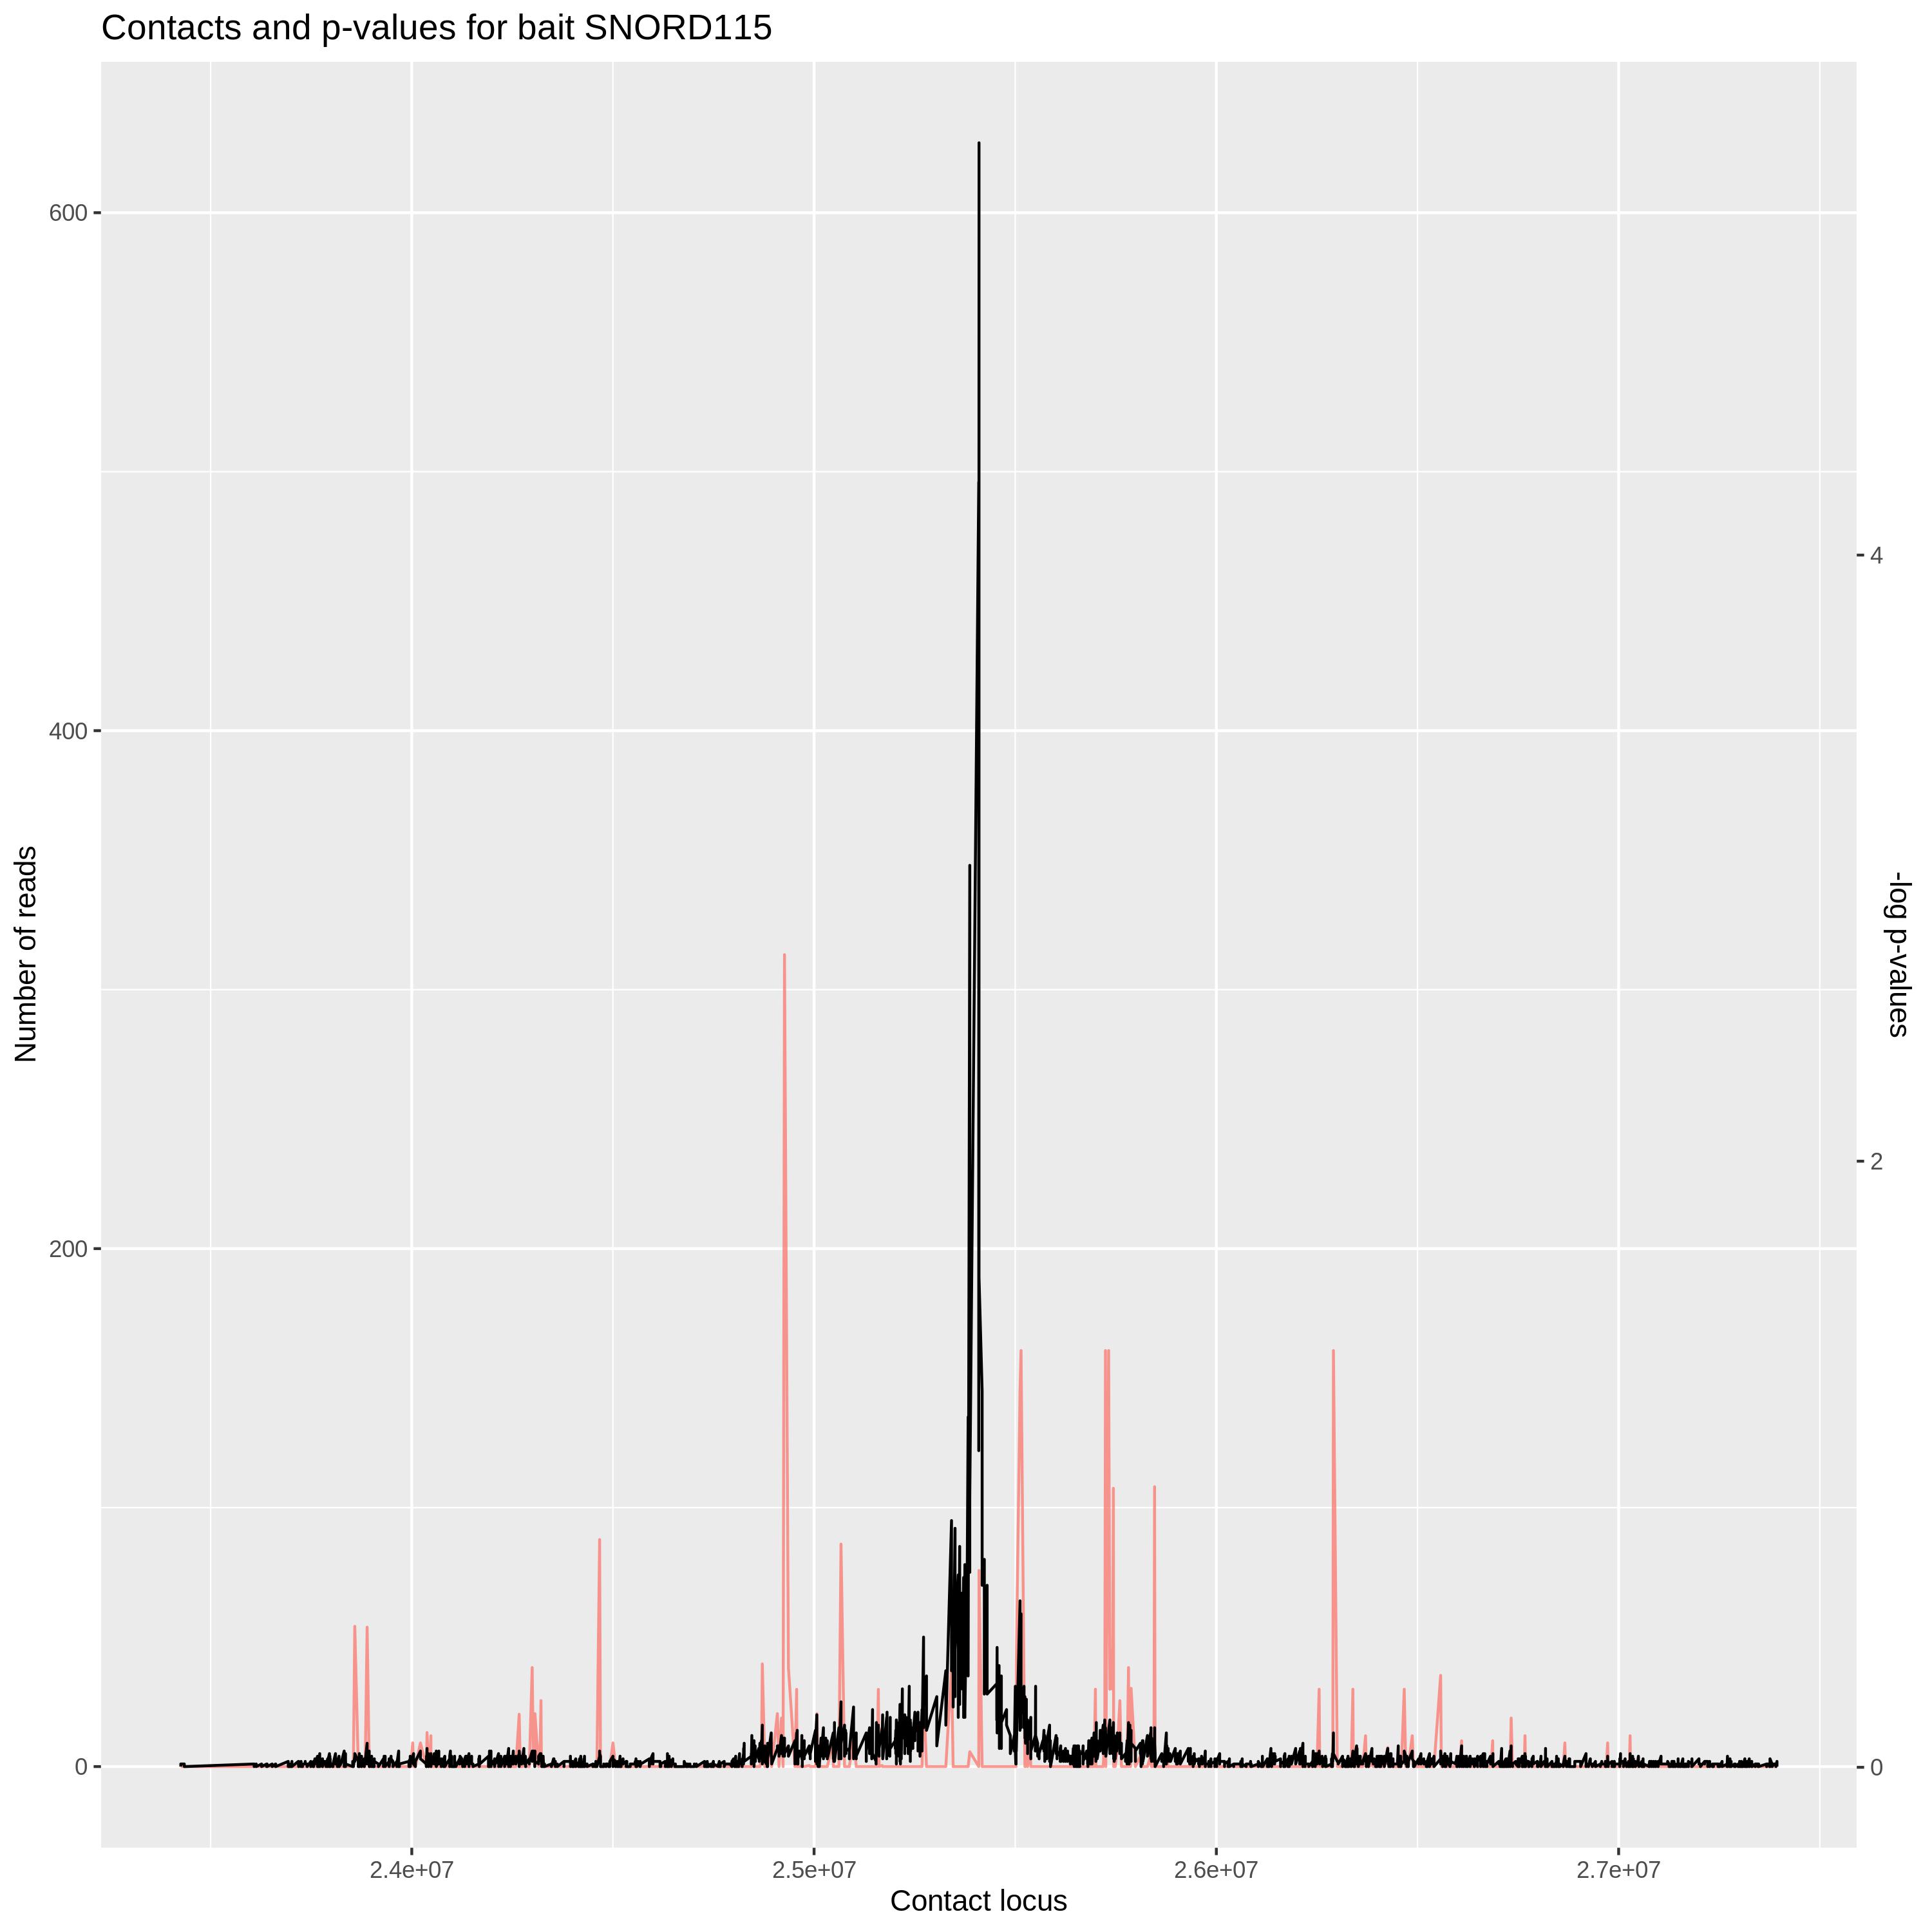 Contacts and p-values for bait SNORD115
600
400
200
0
Number of reads
4
2
0
-log p-values
2.4e+07
2.5e+07
2.6e+07
2.7e+07
Contact locus